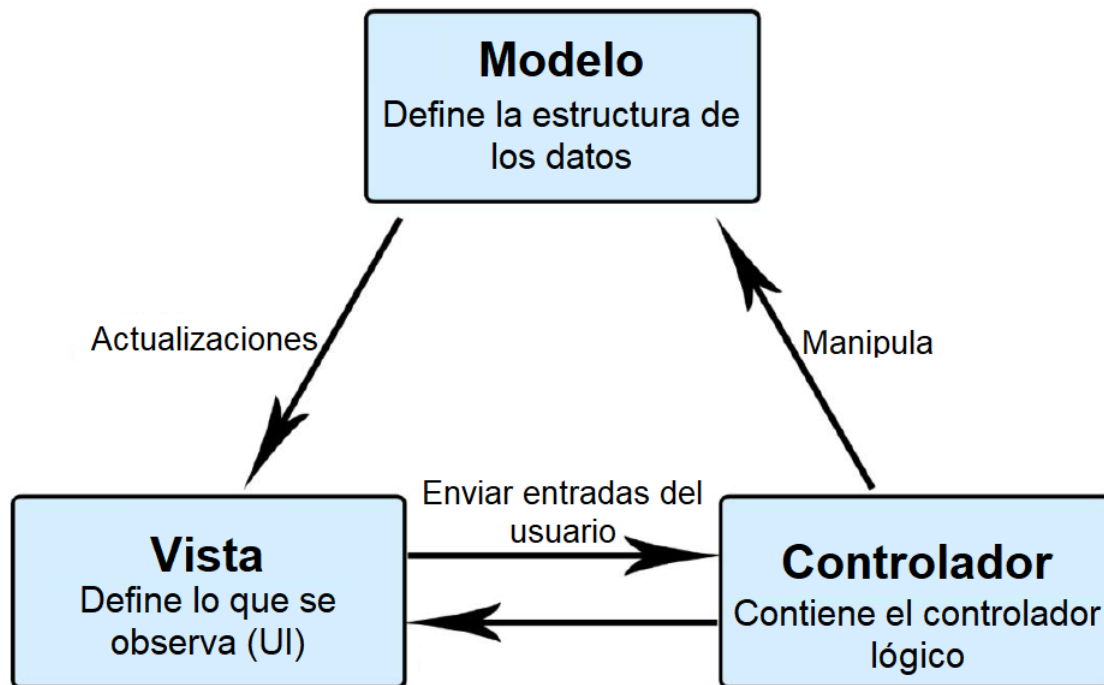 Modelo
Define la estructura de
los datos
Actualizaciones
Manipula
Enviar entradas del
usuario
Vista
Define lo que se
observa (UI)
Controlador
Contiene el controlador
lógico